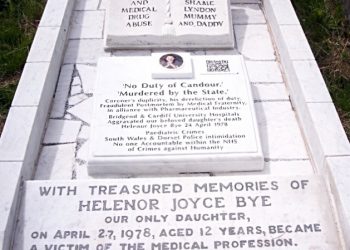 AND
MEDICAL
DRUG
ABUSE
SHANE
LYNDON
MUMMY
AND DADDY
'No Duty of Candour,'
'Murdered by the State,'
Coroner's duplicity, his dereliction of duty,
Fraudulent Postmortem by Medical Fraternity,
in alliance with Pharmaceutical Industry.
Bridgend & Cardiff University Hospitals
Aggravated our beloved daughter's death
Helenor Joyce Bye 24 April 1978
Paediatric Crimes
South Wales & Dorset Police intimidation
No one Accountable within the NHS
of Crimes against Humanity
WITH TREASURED MEMORIES OF
HELENOR JOYCE BYE
OUR ONLY DAUGHTER,
ON APRIL 27, 1978, AGED 12 YEARS, BECAME
A VICTIM OF THE MEDICAL PROFESSION.